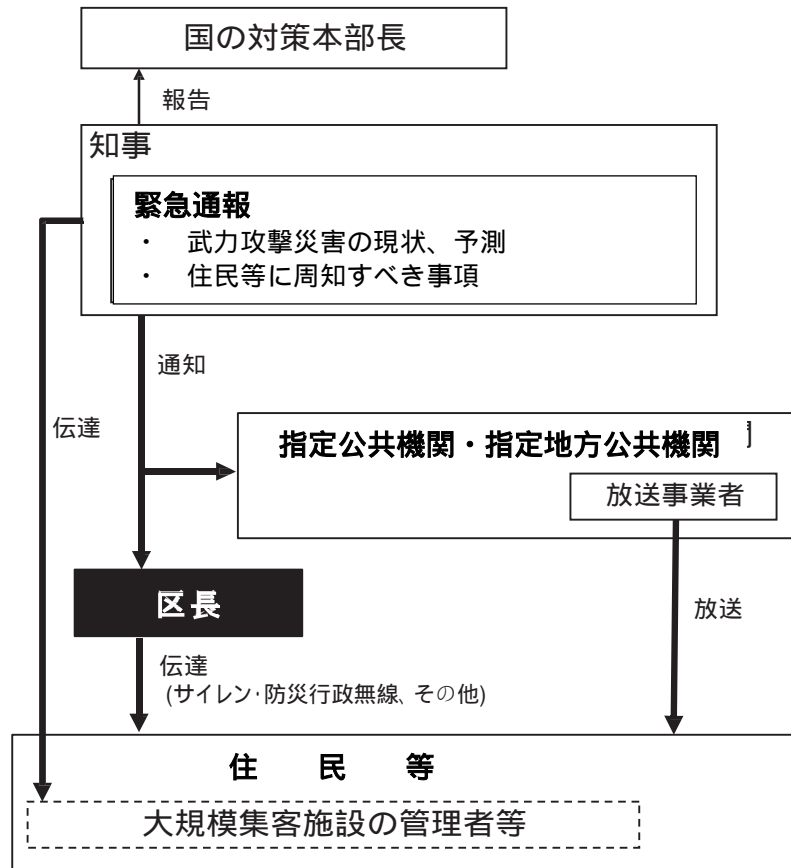 国の対策本部長
報告
知事
緊急通報
・ 武力攻撃災害の現状、予測
・ 住民等に周知すべき事項
通知
伝達
指定公共機関・指定地方公共機関
放送事業者
区長
放送
伝達
(サイレン・防災行政無線、その他)
住 民 等
大規模集客施設の管理者等